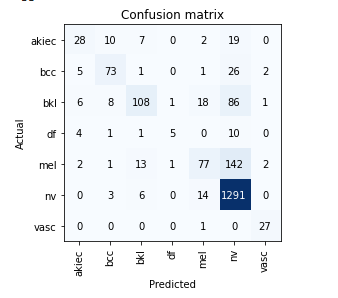 Confusion matrix
Actual
akiec 28 10 7 0 2 19 0
bcc 5 73 1 0 1 26 2
bkl 6 8 108 1 18 86 1
df 4 1 1 5 0 10 0
mel 2 1 13 1 77 142 2
nv 0 3 6 0 14 1291 0
vasc 0 0 0 0 1 0 27
akiec bcc bkl df mel nv vasc
Predicted